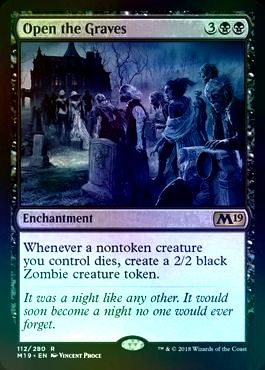 Open the Graves 3
Enchantment M19
Whenever a nontoken creature
you control dies, create a 2/2 black
Zombie creature token.
It was a night like any other. It would
soon become a night no one would ever
forget.
112/280 R
M19 • EN VINCENT PROCE ™ & © 2018 Wizards of the Coast